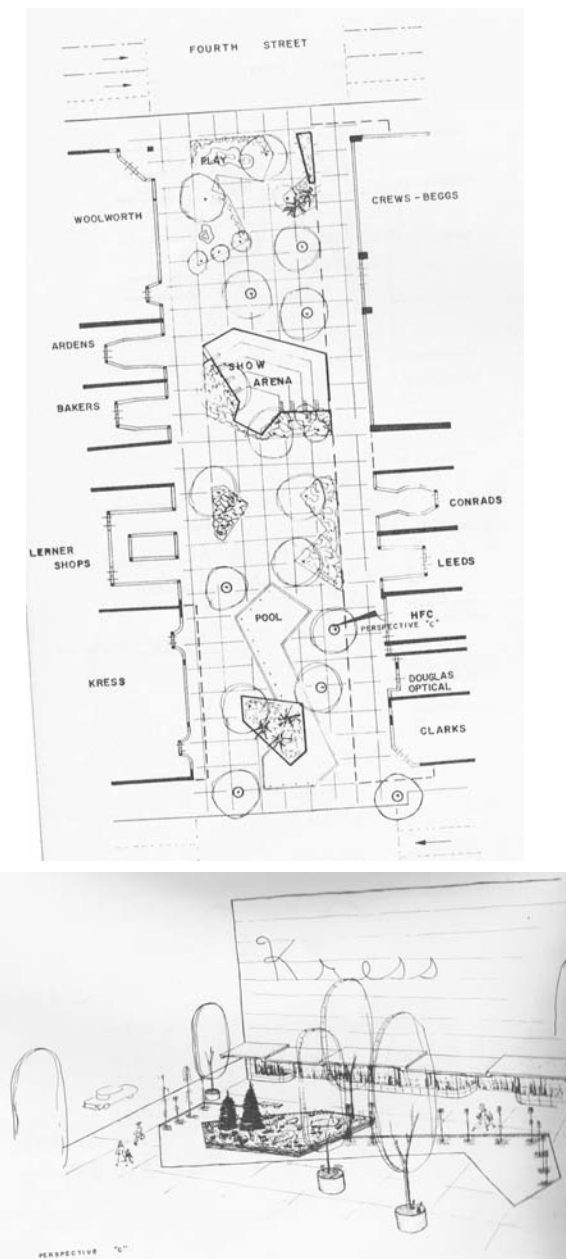 FOURTH STREET
PLAY
WOOLWORTH
CREWS - BEGGS
ARDENS
SHOW
ARENA
BAKERS
CONRADS
LERNER
SHOPS
LEEDS
POOL
HFC
PERSPECTIVE "C"
KRESS
DOUGLAS
OPTICAL
CLARKS
Kress
PERSPECTIVE "C"